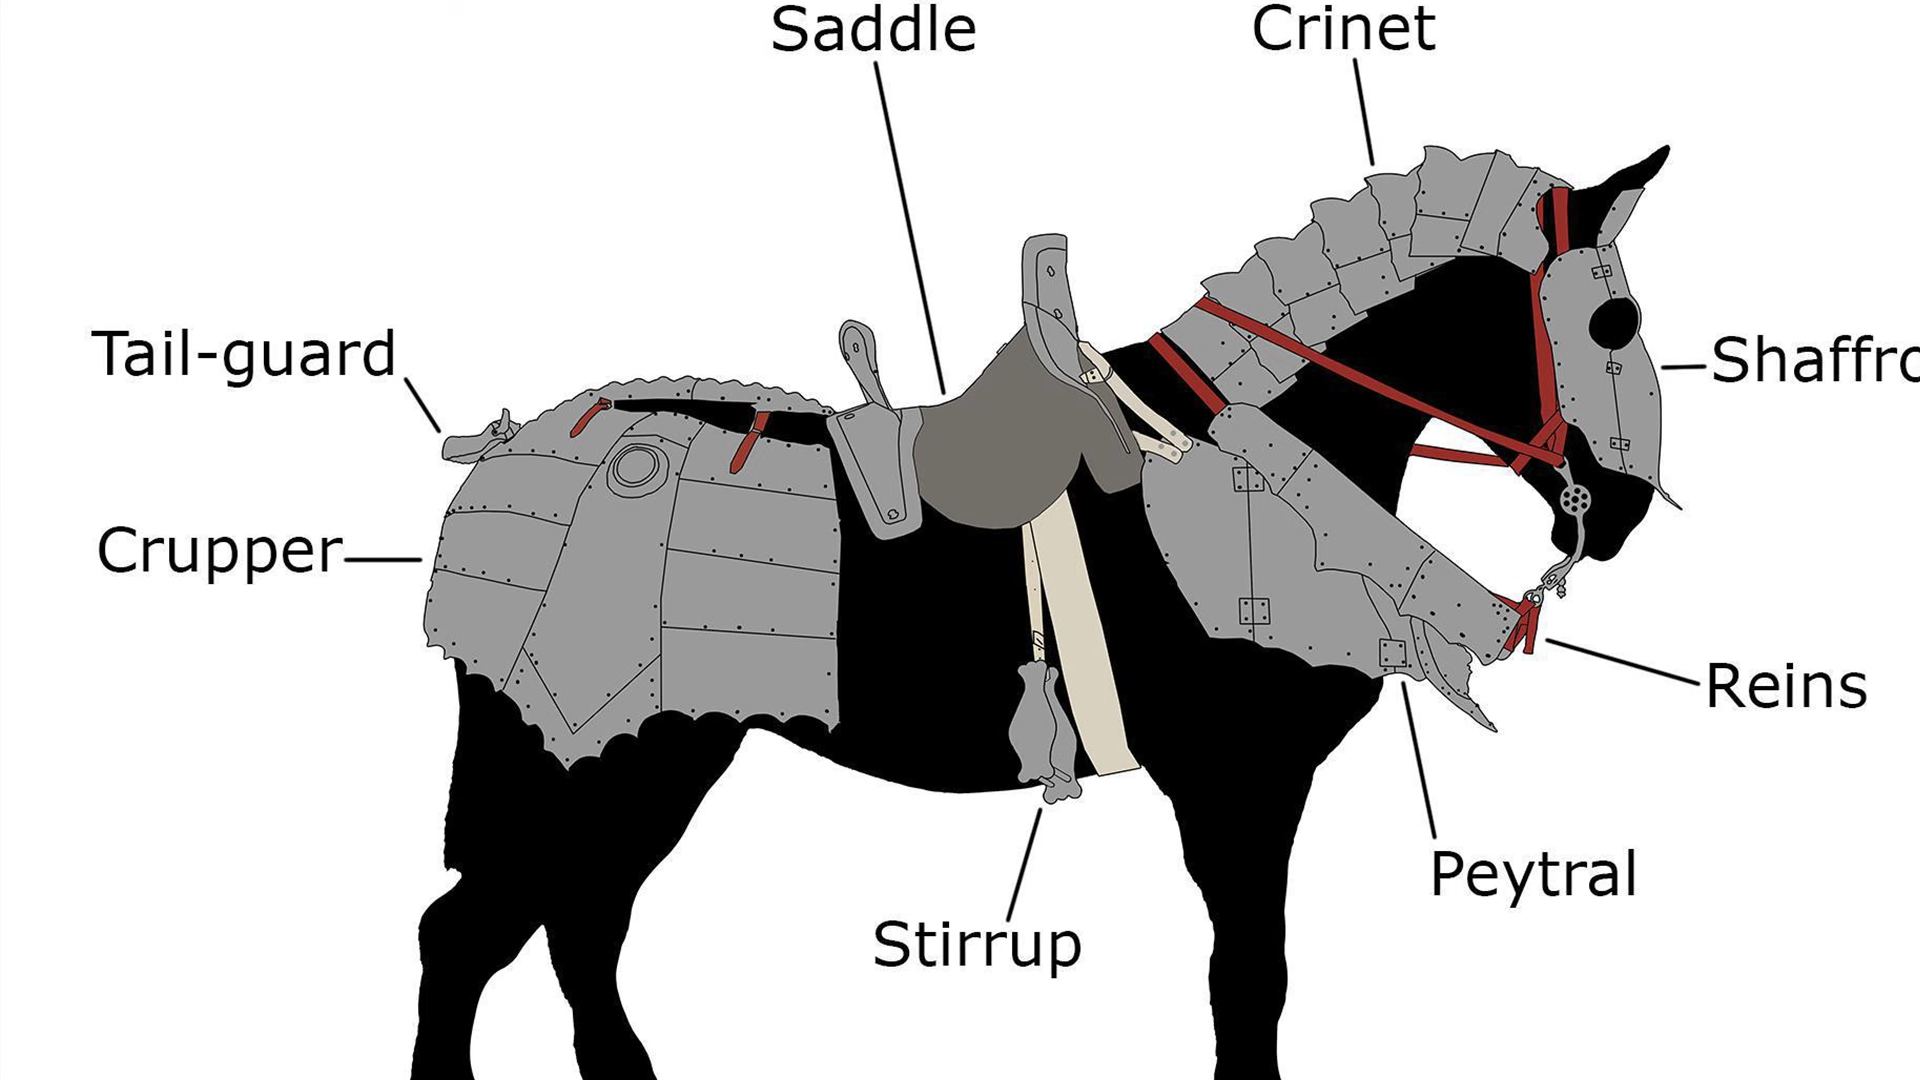 Saddle
Crinet
Tail-guard
Shaffro
Crupper
Reins
Peytral
Stirrup